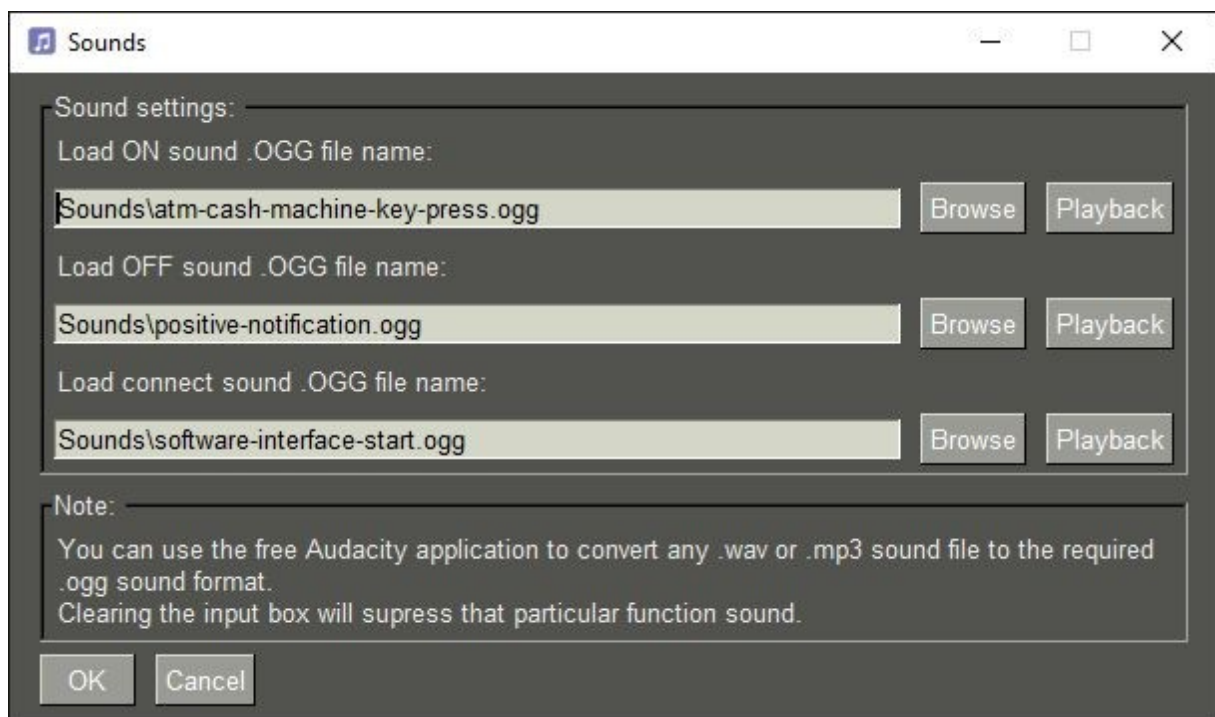 Sounds
Sound settings:
Load ON sound .OGG file name:
Sounds\atm-cash-machine-key-press.ogg Browse Playback
Load OFF sound .OGG file name:
Sounds\positive-notification.ogg Browse Playback
Load connect sound .OGG file name:
Sounds\software-interface-start.ogg Browse Playback
Note:
You can use the free Audacity application to convert any .wav or .mp3 sound file to the required
.ogg sound format.
Clearing the input box will supress that particular function sound.
OK Cancel